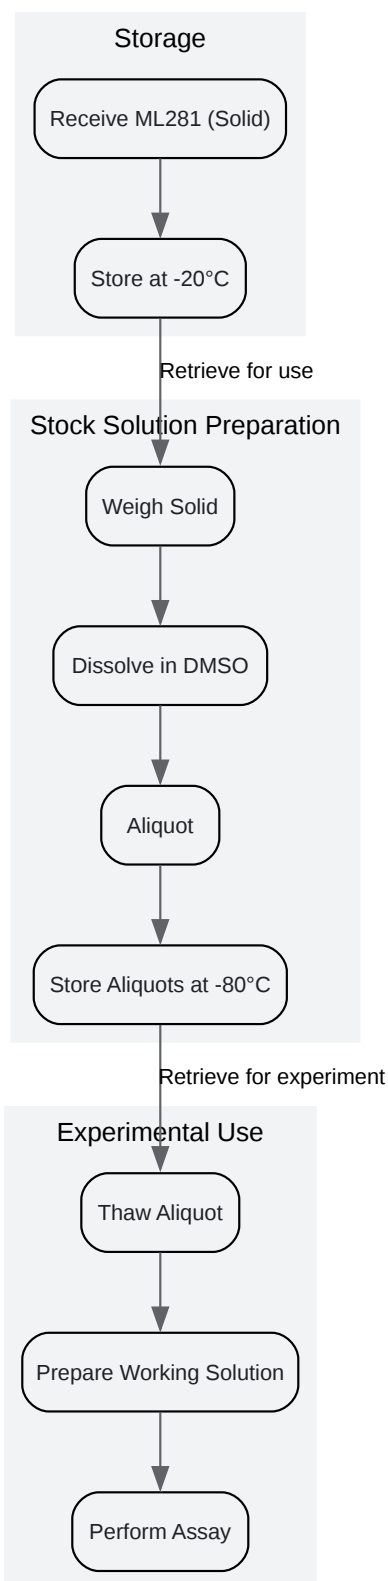 Storage
Receive ML281 (Solid)
Store at -20°C
Retrieve for use
Stock Solution Preparation
Weigh Solid
Dissolve in DMSO
Aliquot
Store Aliquots at -80°C
Retrieve for experiment
Experimental Use
Thaw Aliquot
Prepare Working Solution
Perform Assay